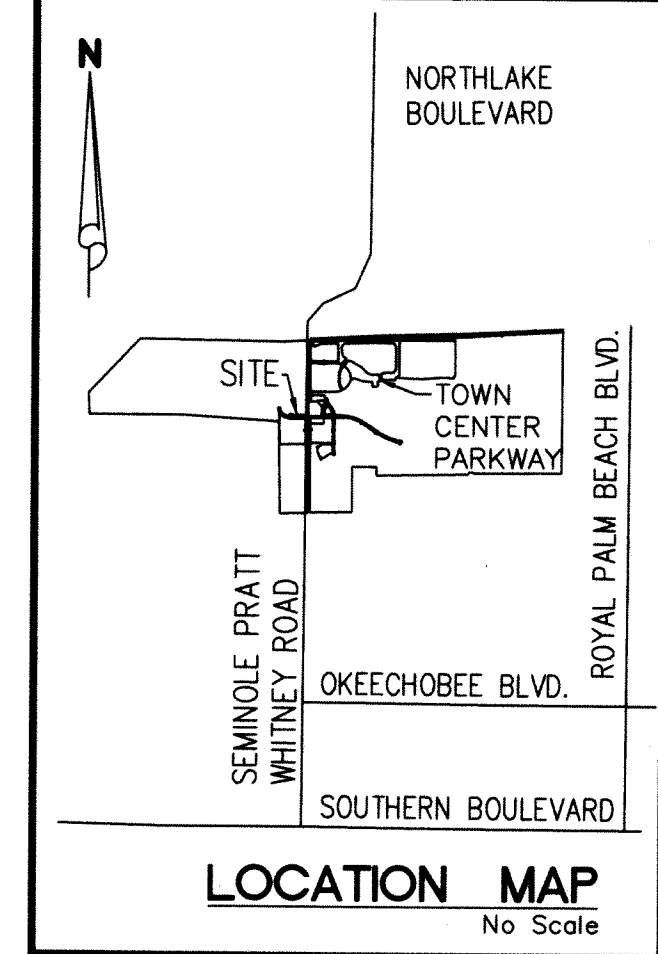 N
NORTHLAKE
BOULEVARD
SITE
TOWN
CENTER
PARKWAY
ROYAL PALM BEACH BLVD.
SEMINOLE PRATT
WHITNEY ROAD
OKEECHOBEE BLVD.
SOUTHERN BOULEVARD
LOCATION MAP
No Scale